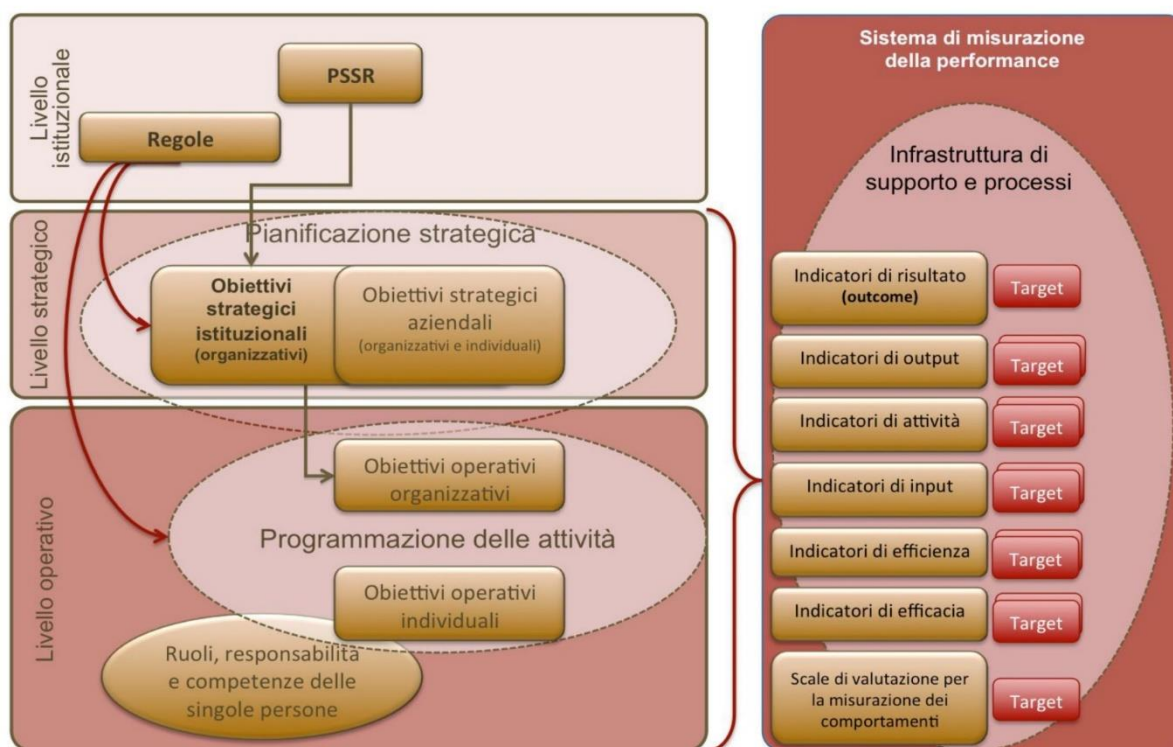 Livello
istituzionale
PSSR
Regole
Livello strategico
Pianificazione strategica
Obiettivi
strategici
istituzionali
(organizzativi)
Obiettivi strategici
aziendali
(organizzativi e individuali)
Livello operativo
Obiettivi operativi
organizzativi
Programmazione delle attività
Obiettivi operativi
individuali
Ruoli, responsabilità
e competenze delle
singole persone
Sistema di misurazione
della performance
Infrastruttura di
supporto e processi
Indicatori di risultato
(outcome)
Target
Indicatori di output
Target
Indicatori di attività
Target
Indicatori di input
Target
Indicatori di efficienza
Target
Indicatori di efficacia
Target
Scale di valutazione per
la misurazione dei
comportamenti
Target